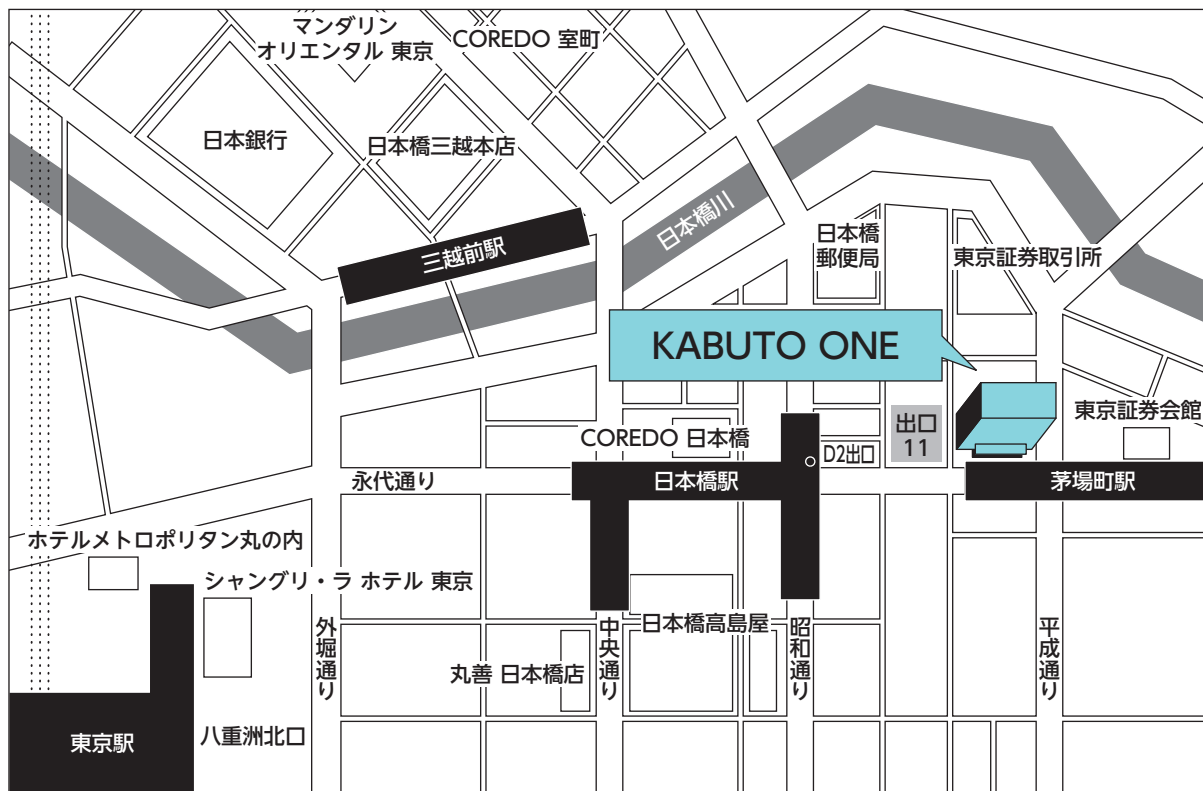 マンダリン
オリエンタル 東京
COREDO 室町
日本銀行
日本橋三越本店
日本橋川
三越前駅
日本橋
郵便局
東京証券取引所
KABUTO ONE
出口
11
東京証券会館
COREDO 日本橋
D2出口
永代通り
日本橋駅
茅場町駅
ホテルメトロポリタン丸の内
シャングリ・ラ ホテル 東京
外堀通り
中央通り
日本橋高島屋
昭和通り
平成通り
丸善 日本橋店
東京駅
八重洲北口